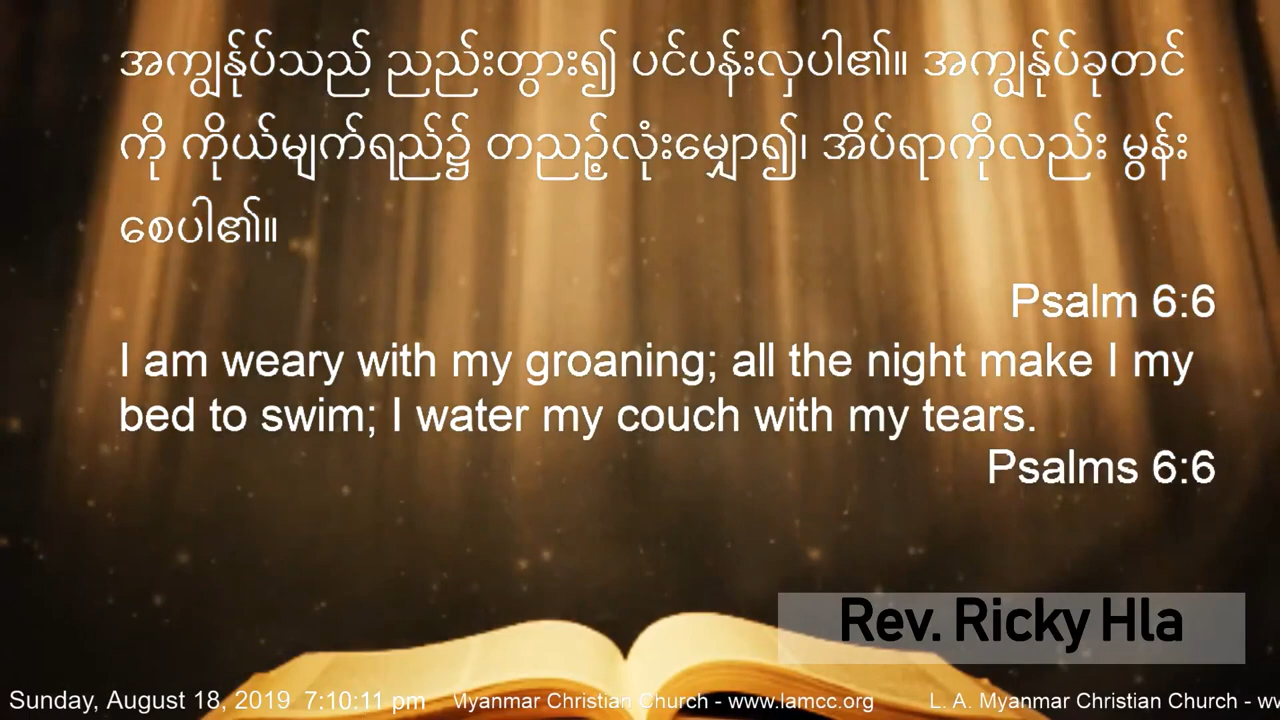 အကျွန်ုပ်သည် ညည်းတွား၍ ပင်ပန်းလှပါ၏။ အကျွန်ုပ်ခုတင်
ကို ကိုယ်မျက်ရည်၌ တညဉ့်လုံးမျှော၍၊ အိပ်ရာကိုလည်း မွန်း
စေပါ၏။
Psalm 6:6
I am weary with my groaning; all the night make I my
bed to swim; I water my couch with my tears.
Psalms 6:6
Rev. Ricky Hla
Sunday, August 18, 2019 7:10:11 pm Myanmar Christian Church - www.lamcc.org L. A. Myanmar Christian Church - ww